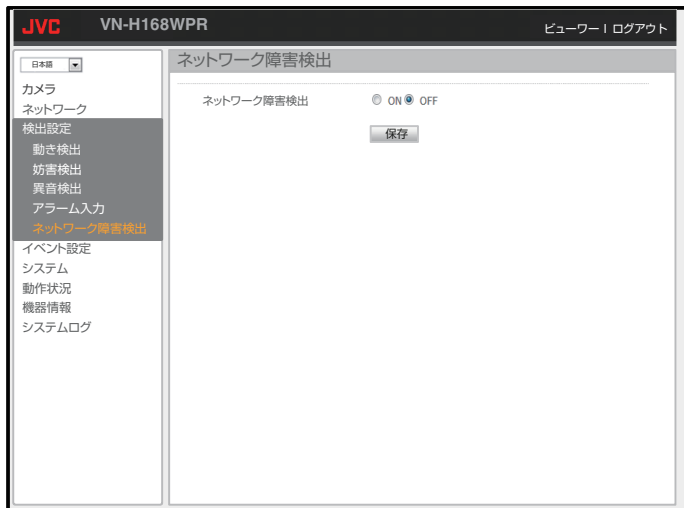 JVC VN-H168WPR ビューワー | ログアウト
日本語
カメラ
ネットワーク
検出設定
動き検出
妨害検出
異音検出
アラーム入力
ネットワーク障害検出
イベント設定
システム
動作状況
機器情報
システムログ
ネットワーク障害検出
ネットワーク障害検出 ON OFF
保存